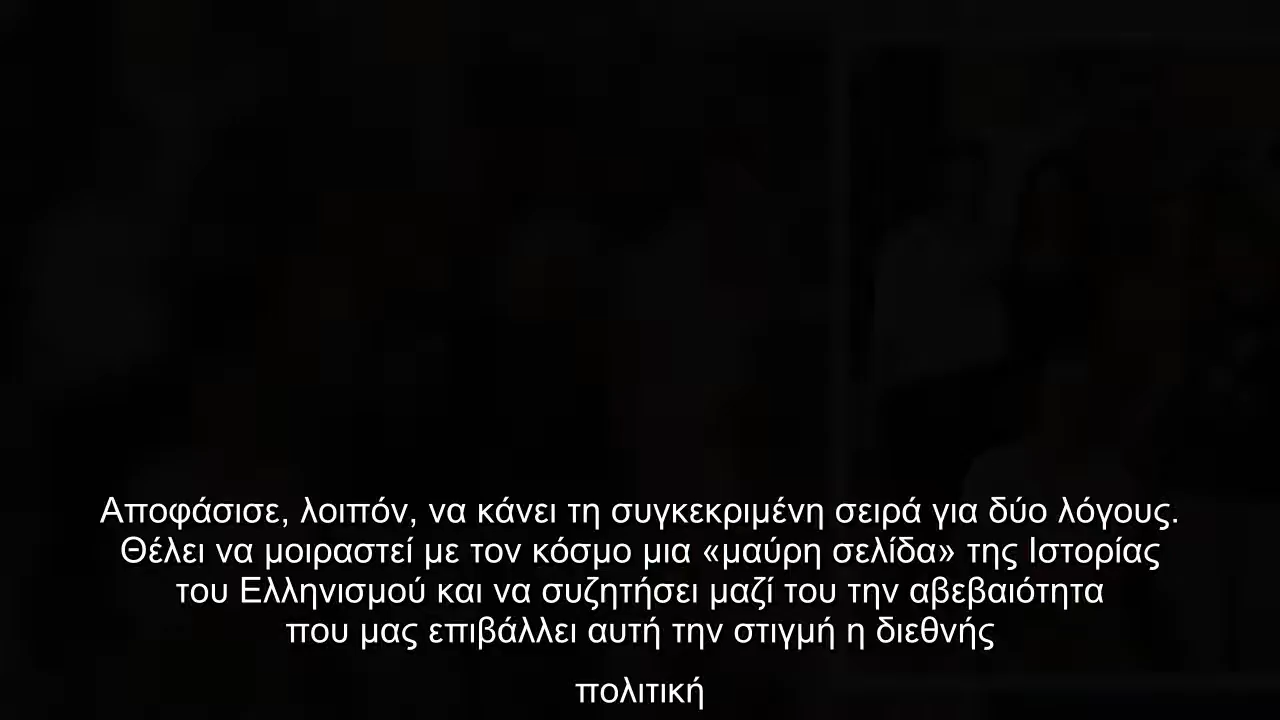 Αποφάσισε, λοιπόν, να κάνει τη συγκεκριμένη σειρά για δύο λόγους.
Θέλει να μοιραστεί με τον κόσμο μια «μαύρη σελίδα» της Ιστορίας
του Ελληνισμού και να συζητήσει μαζί του την αβεβαιότητα
που μας επιβάλλει αυτή την στιγμή η διεθνής
πολιτική